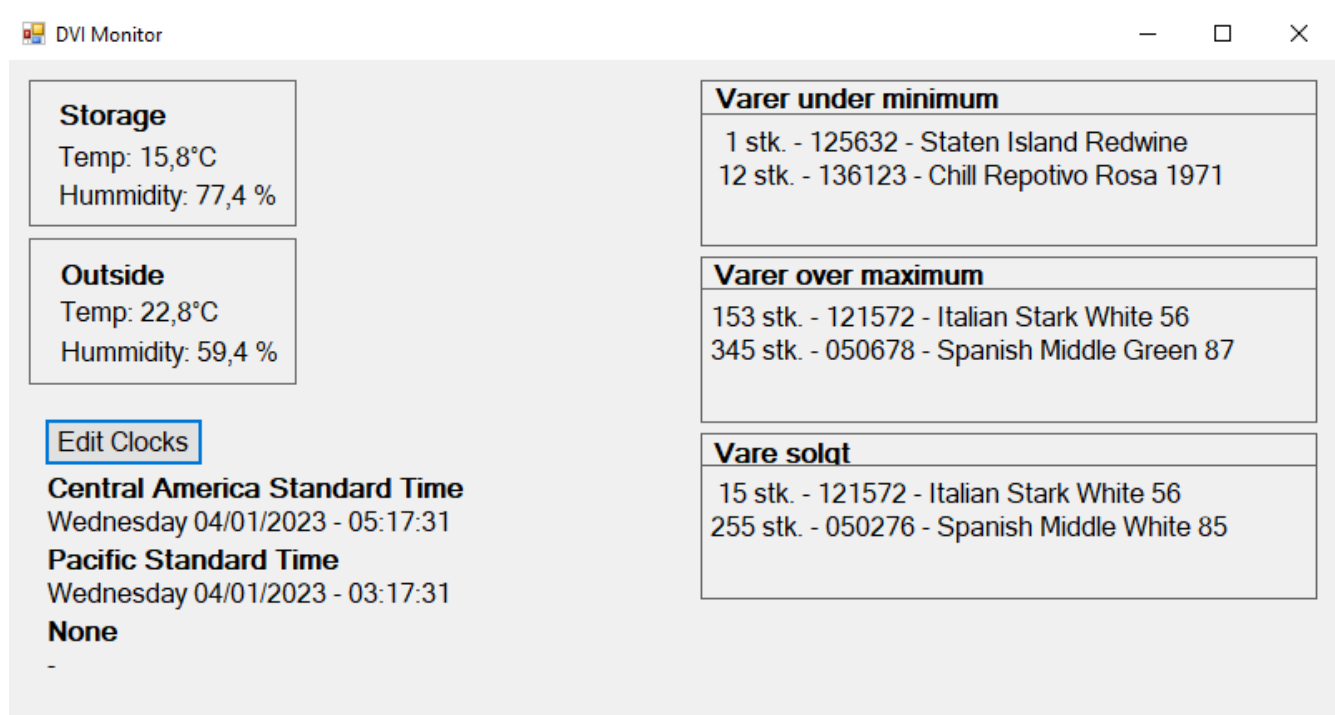 DVI Monitor
Storage
Temp: 15,8°C
Hummidity: 77,4 %
Outside
Temp: 22,8°C
Hummidity: 59,4 %
Edit Clocks
Central America Standard Time
Wednesday 04/01/2023 - 05:17:31
Pacific Standard Time
Wednesday 04/01/2023 - 03:17:31
None
-
Varer under minimum
1 stk. - 125632 - Staten Island Redwine
12 stk. - 136123 - Chill Repotivo Rosa 1971
Varer over maximum
153 stk. - 121572 - Italian Stark White 56
345 stk. - 050678 - Spanish Middle Green 87
Vare solgt
15 stk. - 121572 - Italian Stark White 56
255 stk. - 050276 - Spanish Middle White 85